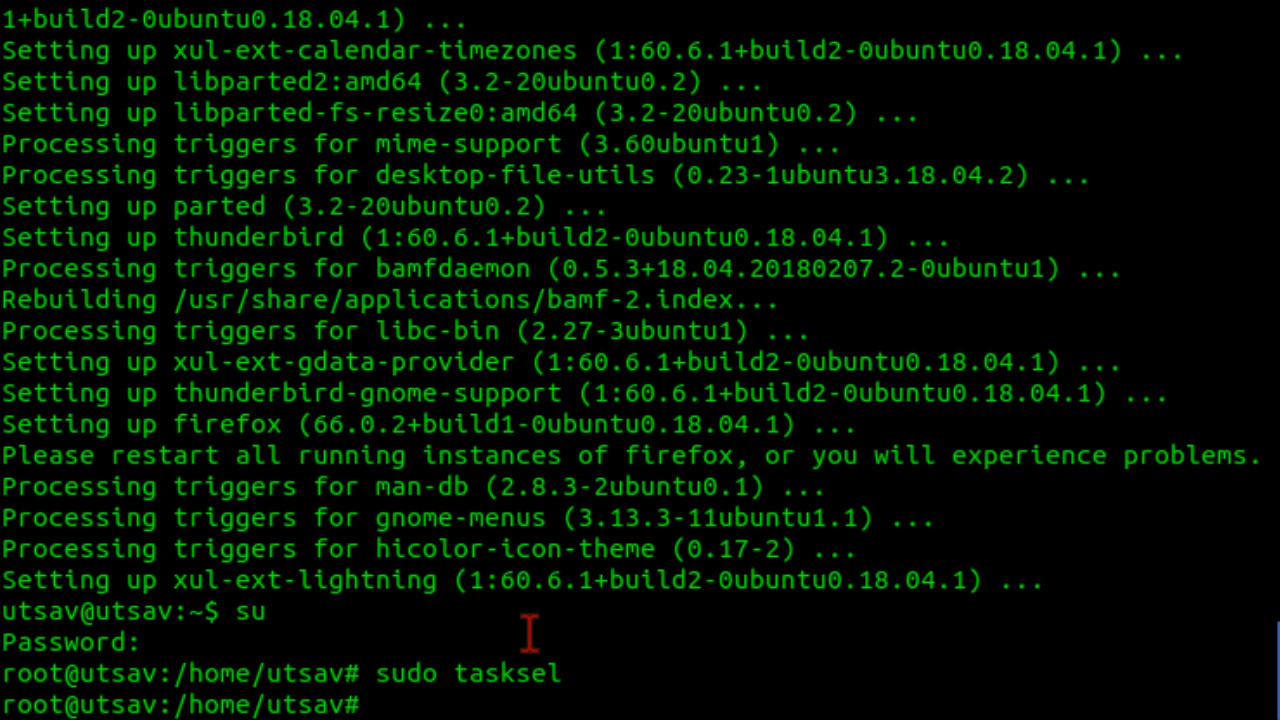 1+build2-0ubuntu0.18.04.1) ...
Setting up xul-ext-calendar-timezones (1:60.6.1+build2-0ubuntu0.18.04.1) ...
Setting up libparted2:amd64 (3.2-20ubuntu0.2) ...
Setting up libparted-fs-resize0:amd64 (3.2-20ubuntu0.2) ...
Processing triggers for mime-support (3.60ubuntu1) ...
Processing triggers for desktop-file-utils (0.23-1ubuntu3.18.04.2) ...
Setting up parted (3.2-20ubuntu0.2) ...
Setting up thunderbird (1:60.6.1+build2-0ubuntu0.18.04.1) ...
Processing triggers for bamfdaemon (0.5.3+18.04.20180207.2-0ubuntu1) ...
Rebuilding /usr/share/applications/bamf-2.index...
Processing triggers for libc-bin (2.27-3ubuntu1) ...
Setting up xul-ext-gdata-provider (1:60.6.1+build2-0ubuntu0.18.04.1) ...
Setting up thunderbird-gnome-support (1:60.6.1+build2-0ubuntu0.18.04.1) ...
Setting up firefox (66.0.2+build1-0ubuntu0.18.04.1) ...
Please restart all running instances of firefox, or you will experience problems.
Processing triggers for man-db (2.8.3-2ubuntu0.1) ...
Processing triggers for gnome-menus (3.13.3-11ubuntu1.1) ...
Processing triggers for hicolor-icon-theme (0.17-2) ...
Setting up xul-ext-lightning (1:60.6.1+build2-0ubuntu0.18.04.1) ...
utsav@utsav:~$ su
Password:
root@utsav:/home/utsav# sudo tasksel
root@utsav:/home/utsav#